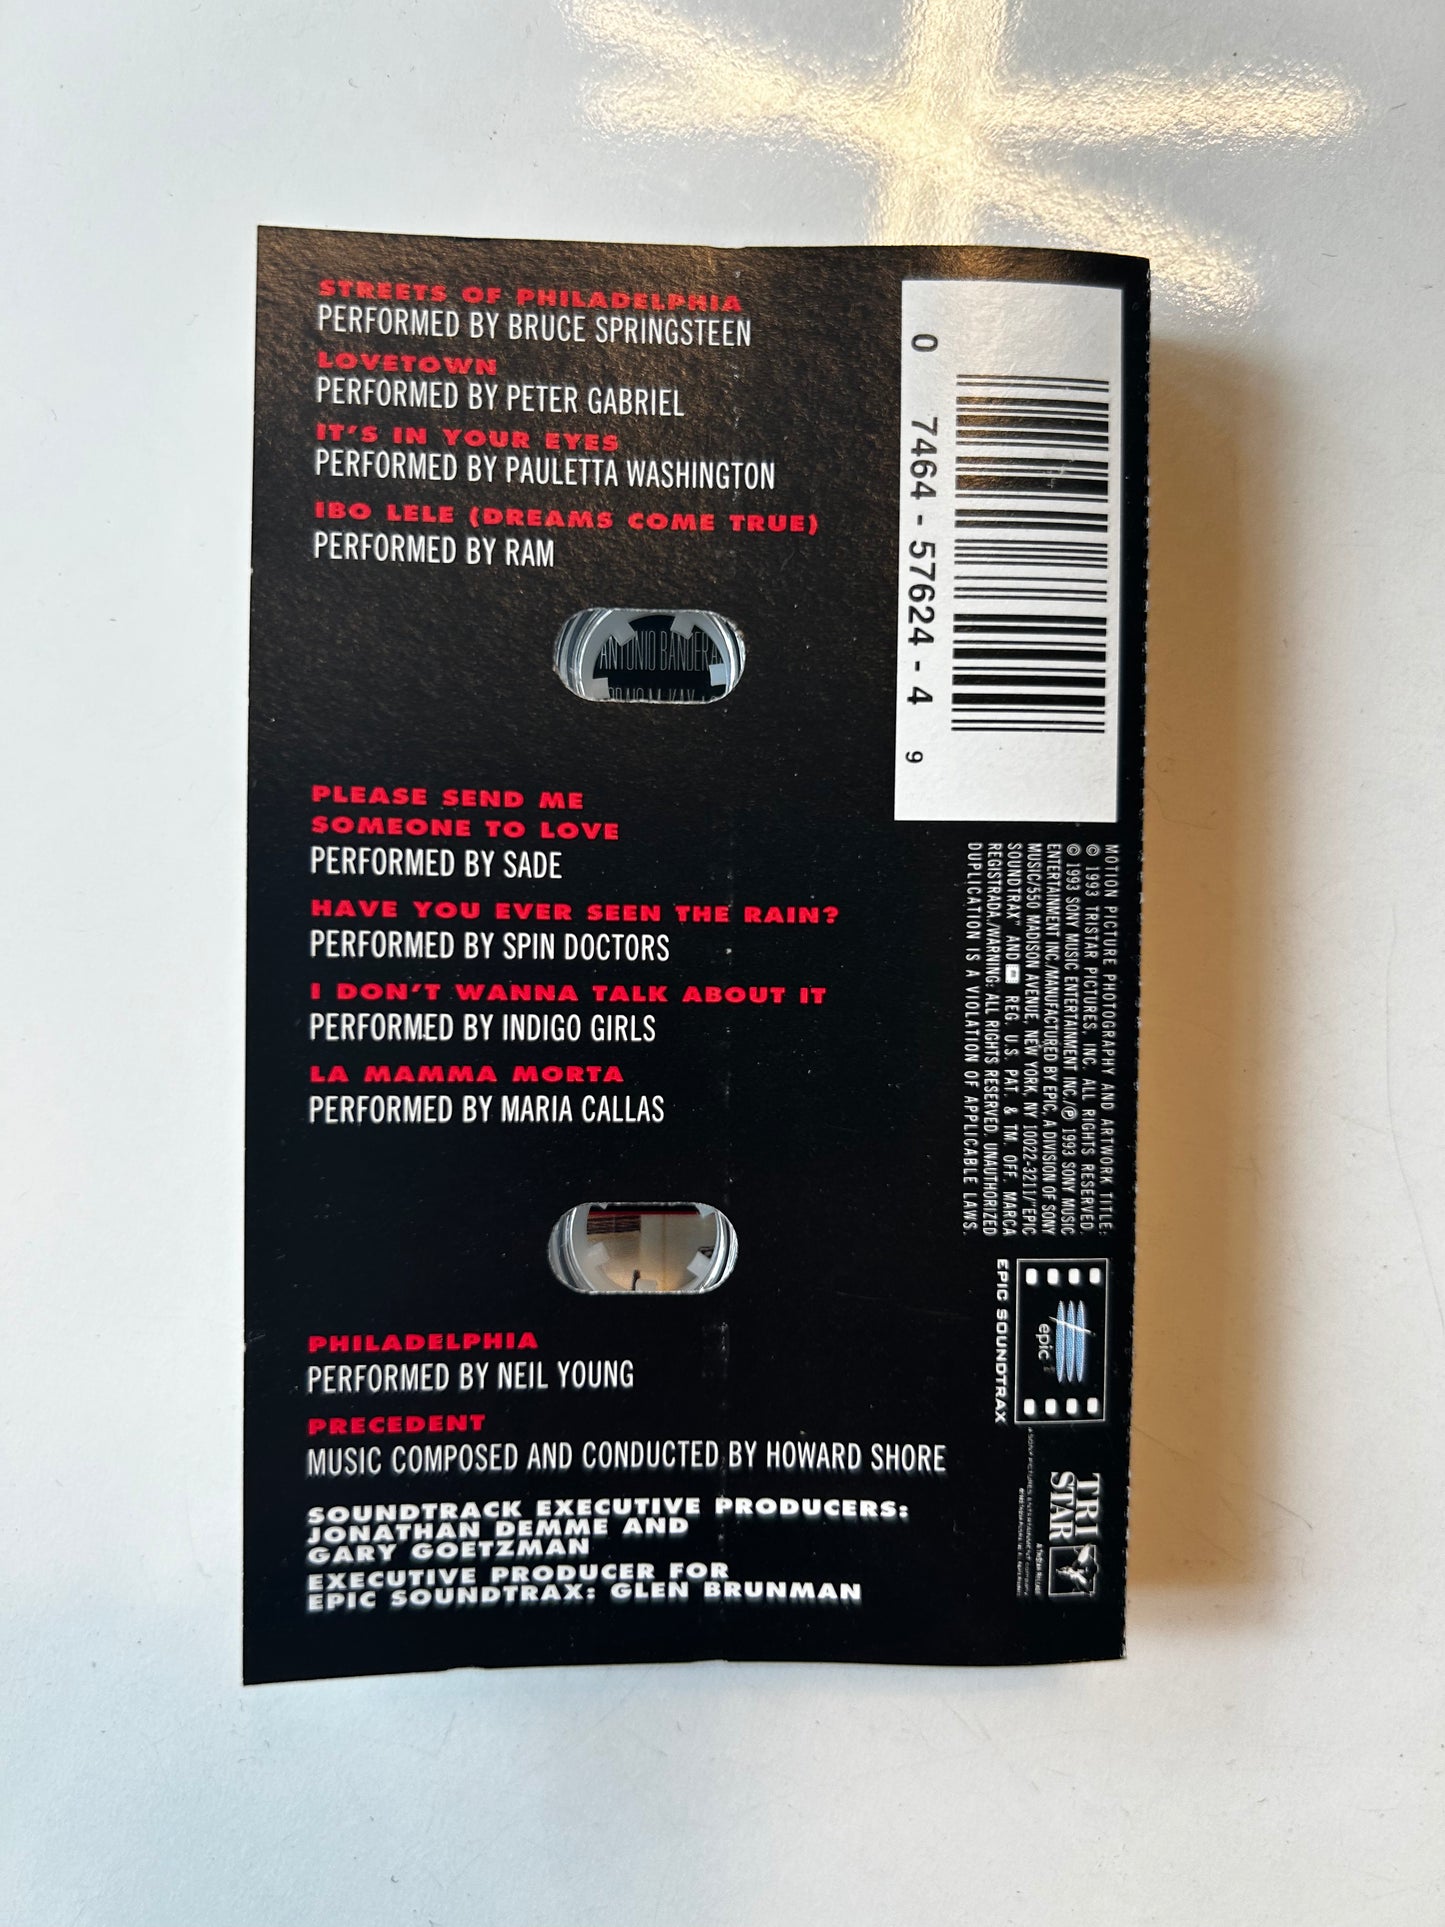 STREETS OF PHILADELPHIA
PERFORMED BY BRUCE SPRINGSTEEN
LOVETOWN
PERFORMED BY PETER GABRIEL
IT'S IN YOUR EYES
PERFORMED BY PAULETTA WASHINGTON
IBO LELE (DREAMS COME TRUE)
PERFORMED BY RAM
ANTONIO BANDERA
PLEASE SEND ME
SOMEONE TO LOVE
PERFORMED BY SADE
HAVE YOU EVER SEEN THE RAIN?
PERFORMED BY SPIN DOCTORS
I DON'T WANNA TALK ABOUT IT
PERFORMED BY INDIGO GIRLS
LA MAMMA MORTA
PERFORMED BY MARIA CALLAS
PHILADELPHIA
PERFORMED BY NEIL YOUNG
PRECEDENT
MUSIC COMPOSED AND CONDUCTED BY HOWARD SHORE
SOUNDTRACK EXECUTIVE PRODUCERS:
JONATHAN DEMME AND
GARY GOETZMAN
EXECUTIVE PRODUCER FOR
EPIC SOUNDTRAX: GLEN BRUNMAN
0 7464-57624-4 9
MOTION PICTURE PHOTOGRAPHY AND ARTWORK TITLE:
© 1993 TRISTAR PICTURES, INC. ALL RIGHTS RESERVED.
© 1993 SONY MUSIC ENTERTAINMENT INC./℗ 1993 SONY MUSIC
ENTERTAINMENT INC./MANUFACTURED BY EPIC, A DIVISION OF SONY
MUSIC/550 MADISON AVENUE, NEW YORK, NY 10022-3211/"EPIC
SOUNDTRAX" AND REG. U.S. PAT. & TM. OFF. MARCA
REGISTRADA./WARNING: ALL RIGHTS RESERVED. UNAUTHORIZED
DUPLICATION IS A VIOLATION OF APPLICABLE LAWS.
epic
EPIC SOUNDTRAX
TRI
STAR